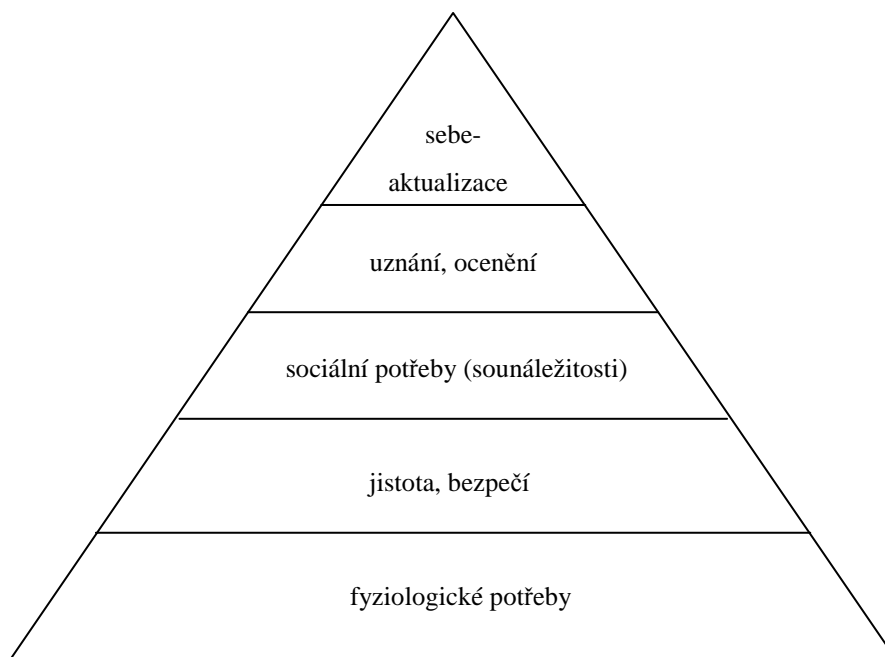 sebe-
aktualizace
uznání, ocenění
sociální potřeby (sounáležitosti)
jistota, bezpečí
fyziologické potřeby